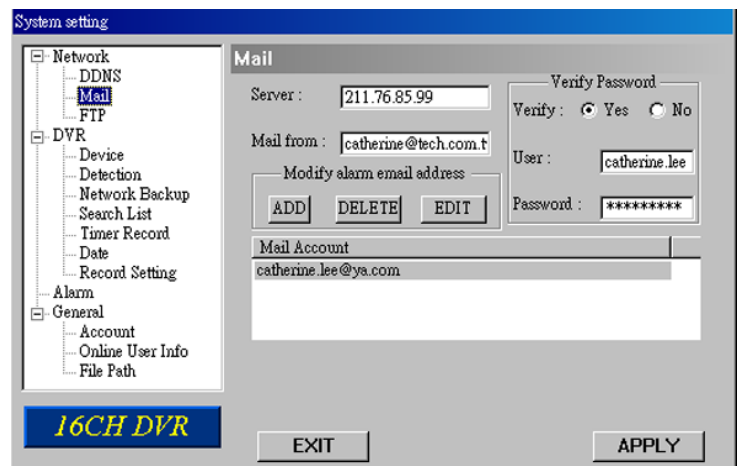 System setting
Network
DDNS
Mail
FTP
DVR
Device
Detection
Network Backup
Search List
Timer Record
Date
Record Setting
Alarm
General
Account
Online User Info
File Path
16CH DVR
Mail
Server :
211.76.85.99
Mail from :
catherine@tech.com.t
Modify alarm email address
ADD
DELETE
EDIT
Verify Password
Verify :
Yes
No
User :
catherine.lee
Password :
*********
Mail Account
catherine.lee@ya.com
EXIT
APPLY